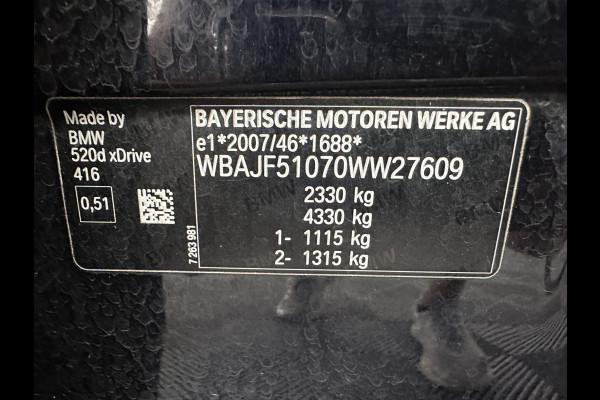 Made by
BMW
520d xDrive
416
0,51
7 263 981
BAYERISCHE MOTOREN WERKE AG
e1*2007/46*1688*
WBAJF51070WW27609
2330 kg
4330 kg
1- 1115 kg
2- 1315 kg